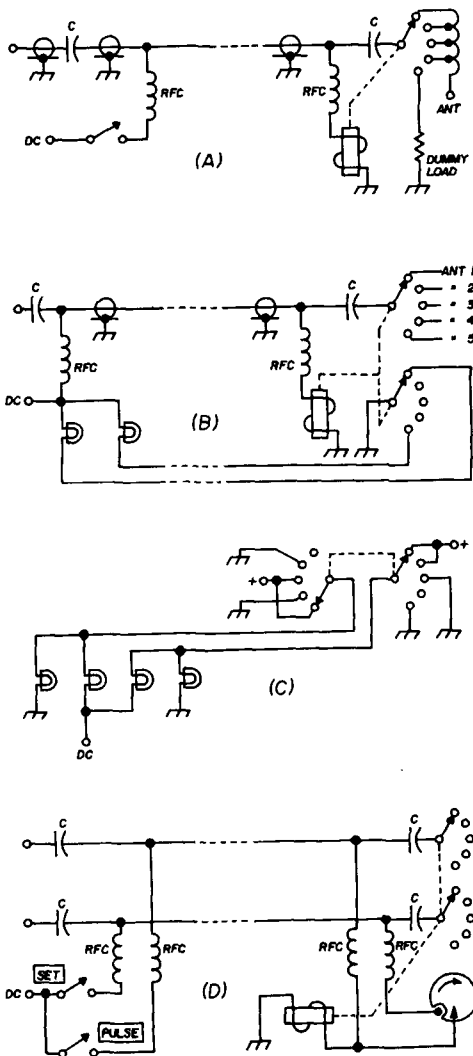 C
C
RFC
RFC
DC
ANT
DUMMY
LOAD
(A)
C
C
ANT 1
" 2
" 3
" 4
" 5
RFC
RFC
DC
(B)
+
+
(C)
DC
C
C
C
C
RFC
RFC
RFC
RFC
SET
DC
PULSE
(D)